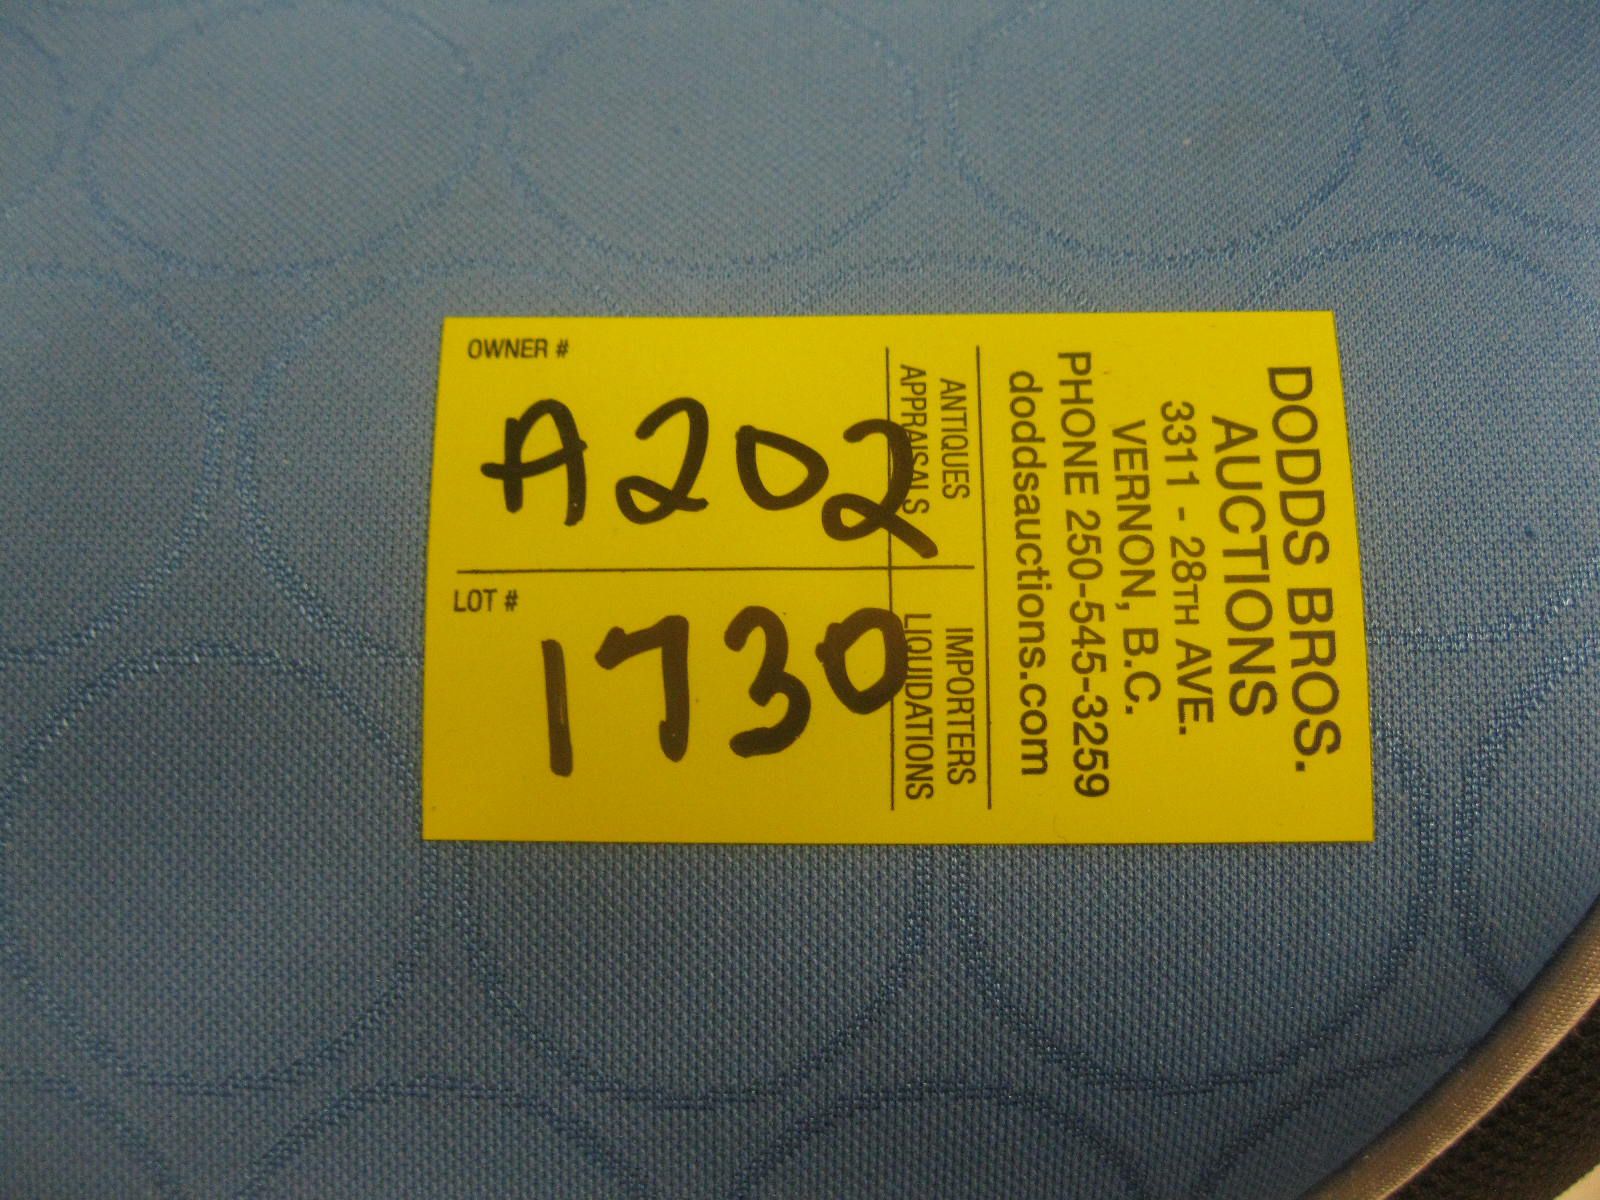 OWNER #
A202
LOT #
1730
ANTIQUES
APPRAISALS
IMPORTERS
LIQUIDATIONS
DODDS BROS.
AUCTIONS
3311 - 28TH AVE.
VERNON, B.C.
PHONE 250-545-3259
doddsauctions.com